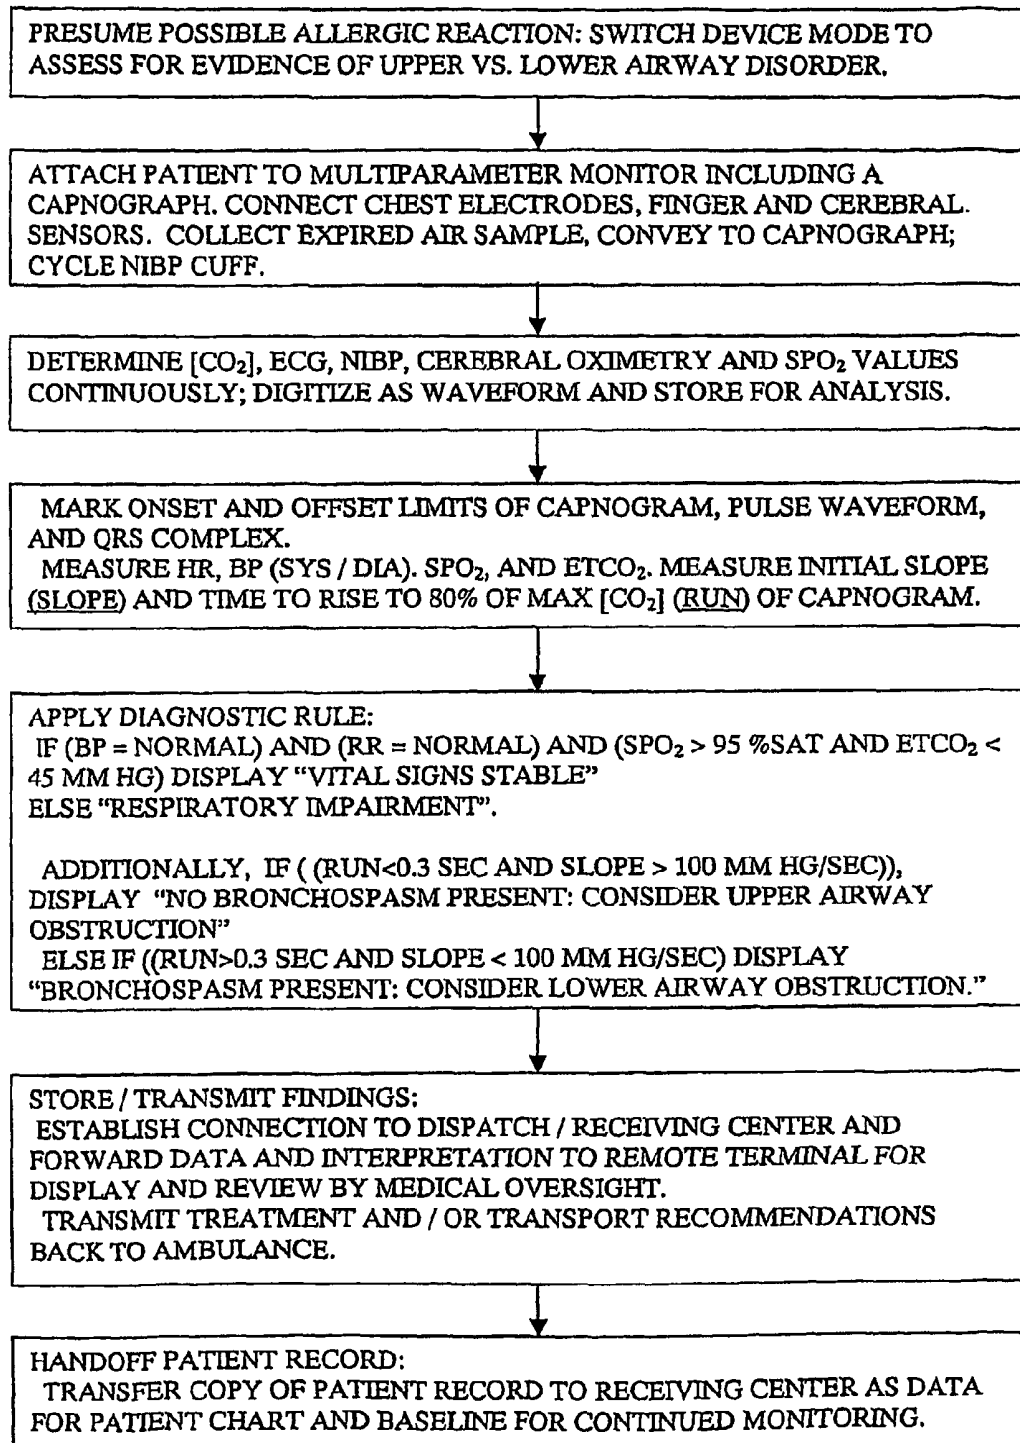 PRESUME POSSIBLE ALLERGIC REACTION: SWITCH DEVICE MODE TO
ASSESS FOR EVIDENCE OF UPPER VS. LOWER AIRWAY DISORDER.
ATTACH PATIENT TO MULTIPARAMETER MONITOR INCLUDING A
CAPNOGRAPH. CONNECT CHEST ELECTRODES, FINGER AND CEREBRAL.
SENSORS. COLLECT EXPIRED AIR SAMPLE, CONVEY TO CAPNOGRAPH;
CYCLE NIBP CUFF.
DETERMINE [CO₂], ECG, NIBP, CEREBRAL OXIMETRY AND SPO₂ VALUES
CONTINUOUSLY; DIGITIZE AS WAVEFORM AND STORE FOR ANALYSIS.
MARK ONSET AND OFFSET LIMITS OF CAPNOGRAM, PULSE WAVEFORM,
AND QRS COMPLEX.
MEASURE HR, BP (SYS / DIA). SPO₂, AND ETCO₂. MEASURE INITIAL SLOPE
(SLOPE) AND TIME TO RISE TO 80% OF MAX [CO₂] (RUN) OF CAPNOGRAM.
APPLY DIAGNOSTIC RULE:
IF (BP = NORMAL) AND (RR = NORMAL) AND (SPO₂ > 95 %SAT AND ETCO₂ <
45 MM HG) DISPLAY “VITAL SIGNS STABLE”
ELSE “RESPIRATORY IMPAIRMENT”.
ADDITIONALLY, IF ( (RUN<0.3 SEC AND SLOPE > 100 MM HG/SEC)),
DISPLAY “NO BRONCHOSPASM PRESENT: CONSIDER UPPER AIRWAY
OBSTRUCTION”
ELSE IF ((RUN>0.3 SEC AND SLOPE < 100 MM HG/SEC) DISPLAY
“BRONCHOSPASM PRESENT: CONSIDER LOWER AIRWAY OBSTRUCTION.”
STORE / TRANSMIT FINDINGS:
ESTABLISH CONNECTION TO DISPATCH / RECEIVING CENTER AND
FORWARD DATA AND INTERPRETATION TO REMOTE TERMINAL FOR
DISPLAY AND REVIEW BY MEDICAL OVERSIGHT.
TRANSMIT TREATMENT AND / OR TRANSPORT RECOMMENDATIONS
BACK TO AMBULANCE.
HANDOFF PATIENT RECORD:
TRANSFER COPY OF PATIENT RECORD TO RECEIVING CENTER AS DATA
FOR PATIENT CHART AND BASELINE FOR CONTINUED MONITORING.